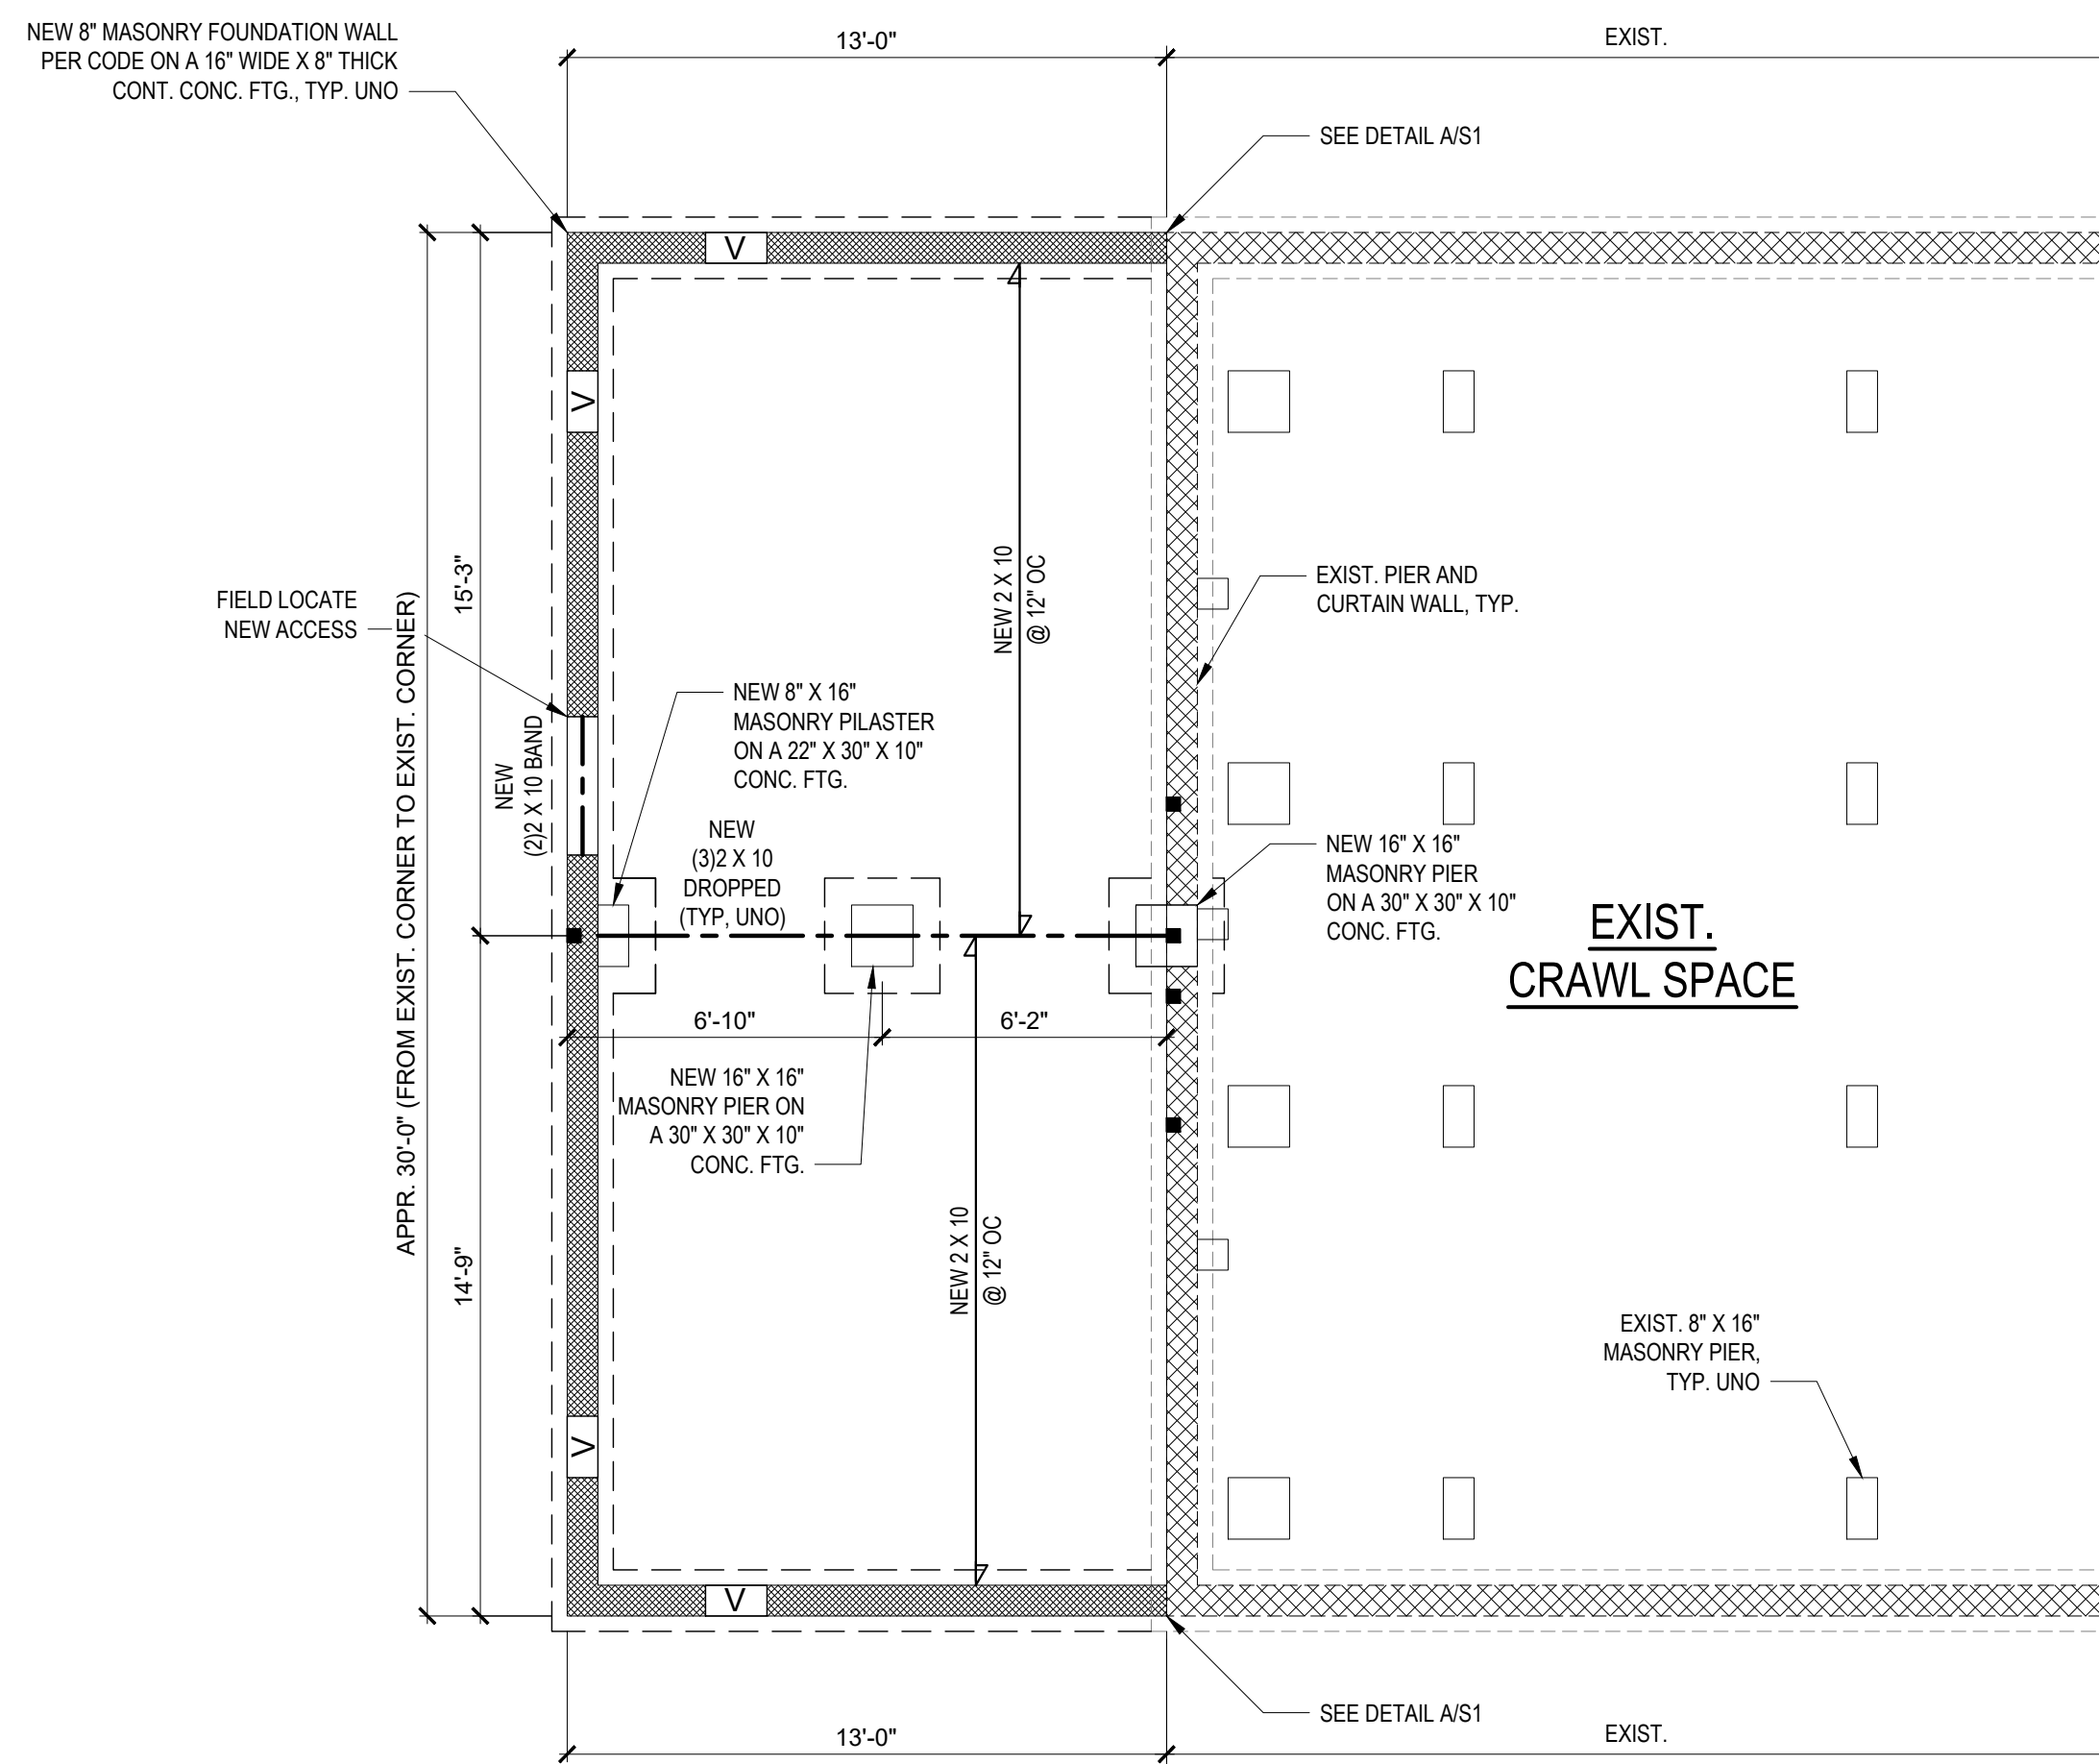 NEW 8" MASONRY FOUNDATION WALL
PER CODE ON A 16" WIDE X 8" THICK
CONT. CONC. FTG., TYP. UNO
13'-0"
EXIST.
SEE DETAIL A/S1
V
V
APPR. 30'-0" (FROM EXIST. CORNER TO EXIST. CORNER)
15'-3"
FIELD LOCATE
NEW ACCESS
NEW 2 X 10
@ 12" OC
EXIST. PIER AND
CURTAIN WALL, TYP.
NEW 8" X 16"
MASONRY PILASTER
ON A 22" X 30" X 10"
CONC. FTG.
NEW
(2)2 X 10 BAND
NEW
(3)2 X 10
DROPPED
(TYP, UNO)
NEW 16" X 16"
MASONRY PIER
ON A 30" X 30" X 10"
CONC. FTG.
EXIST.
CRAWL SPACE
6'-10"
6'-2"
NEW 16" X 16"
MASONRY PIER ON
A 30" X 30" X 10"
CONC. FTG.
14'-9"
NEW 2 X 10
@ 12" OC
EXIST. 8" X 16"
MASONRY PIER,
TYP. UNO
V
V
SEE DETAIL A/S1
13'-0"
EXIST.